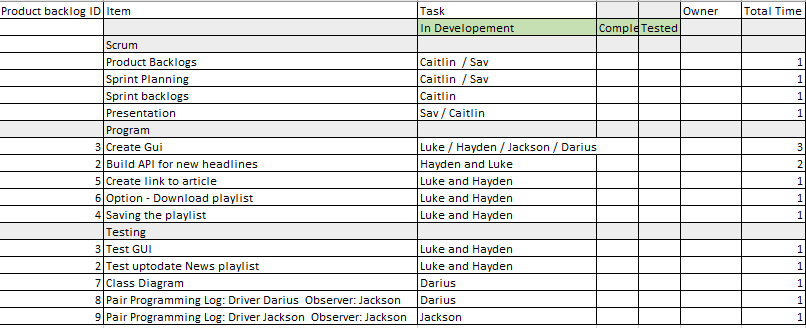 Product backlog ID Item Task Owner Total Time
In Developement Comple Tested
Scrum
Product Backlogs Caitlin / Sav 1
Sprint Planning Caitlin / Sav 1
Sprint backlogs Caitlin 1
Presentation Sav / Caitlin 1
Program
3 Create Gui Luke / Hayden / Jackson / Darius 3
2 Build API for new headlines Hayden and Luke 2
5 Create link to article Luke and Hayden 1
6 Option - Download playlist Luke and Hayden 1
4 Saving the playlist Luke and Hayden 1
Testing
3 Test GUI Luke and Hayden 1
2 Test uptodate News playlist Luke and Hayden 1
7 Class Diagram Darius 1
8 Pair Programming Log: Driver Darius Observer: Jackson Darius 1
9 Pair Programming Log: Driver Jackson Observer: Jackson Jackson 1